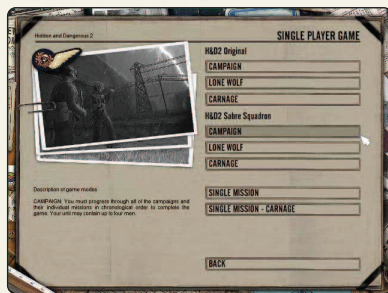 Hidden and Dangerous 2
SINGLE PLAYER GAME
H&D2 Original
CAMPAIGN
LONE WOLF
CARNAGE
H&D2 Sabre Squadron
CAMPAIGN
LONE WOLF
CARNAGE
Description of game modes
CAMPAIGN: You must progress through all of the campaigns and
their individual missions in chronological order to complete the
game. Your unit may contain up to four men.
SINGLE MISSION
SINGLE MISSION - CARNAGE
BACK